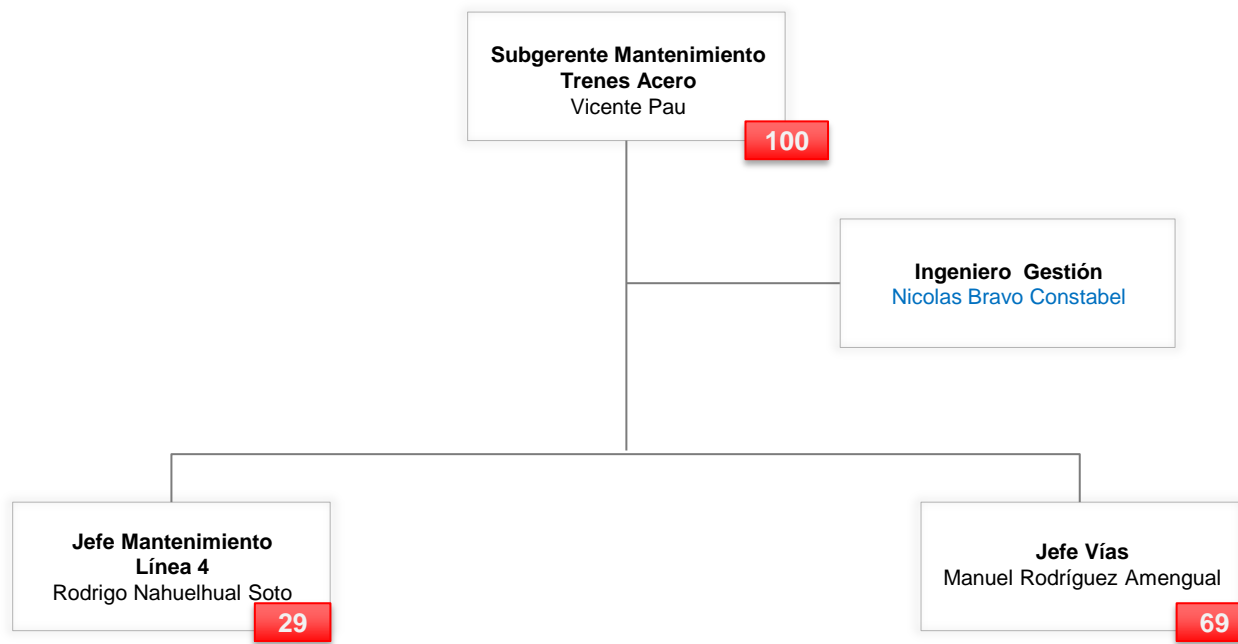 Subgerente Mantenimiento
Trenes Acero
Vicente Pau
100
Ingeniero  Gestión
Nicolas Bravo Constabel
Jefe Mantenimiento
Línea 4
Rodrigo Nahuelhual Soto
29
Jefe Vías
Manuel Rodríguez Amengual
69